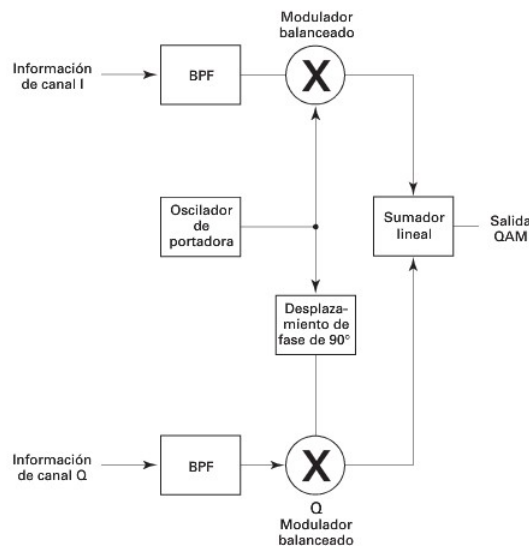 Modulador
balanceado
Información
de canal I
BPF
X
Oscilador
de
portadora
Sumador
lineal
Salida
QAM
Desplaza-
miento de
fase de 90°
Información
de canal Q
BPF
X
Q
Modulador
balanceado